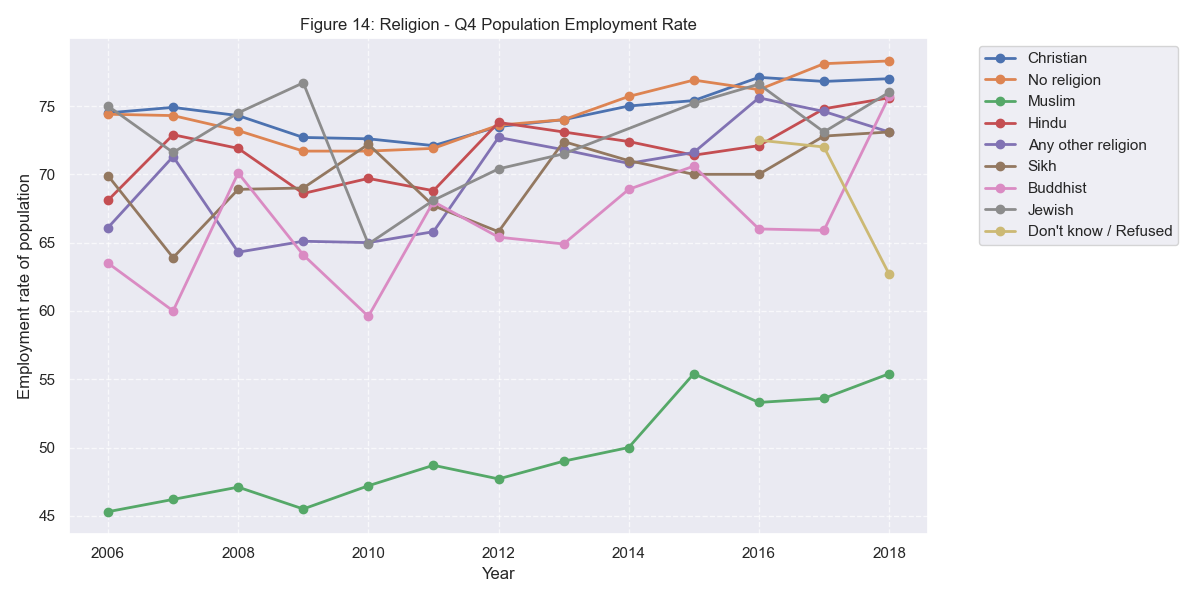 Figure 14: Religion - Q4 Population Employment Rate
Employment rate of population
75
70
65
60
55
50
45
2006
2008
2010
2012
2014
2016
2018
Year
Christian
No religion
Muslim
Hindu
Any other religion
Sikh
Buddhist
Jewish
Don't know / Refused